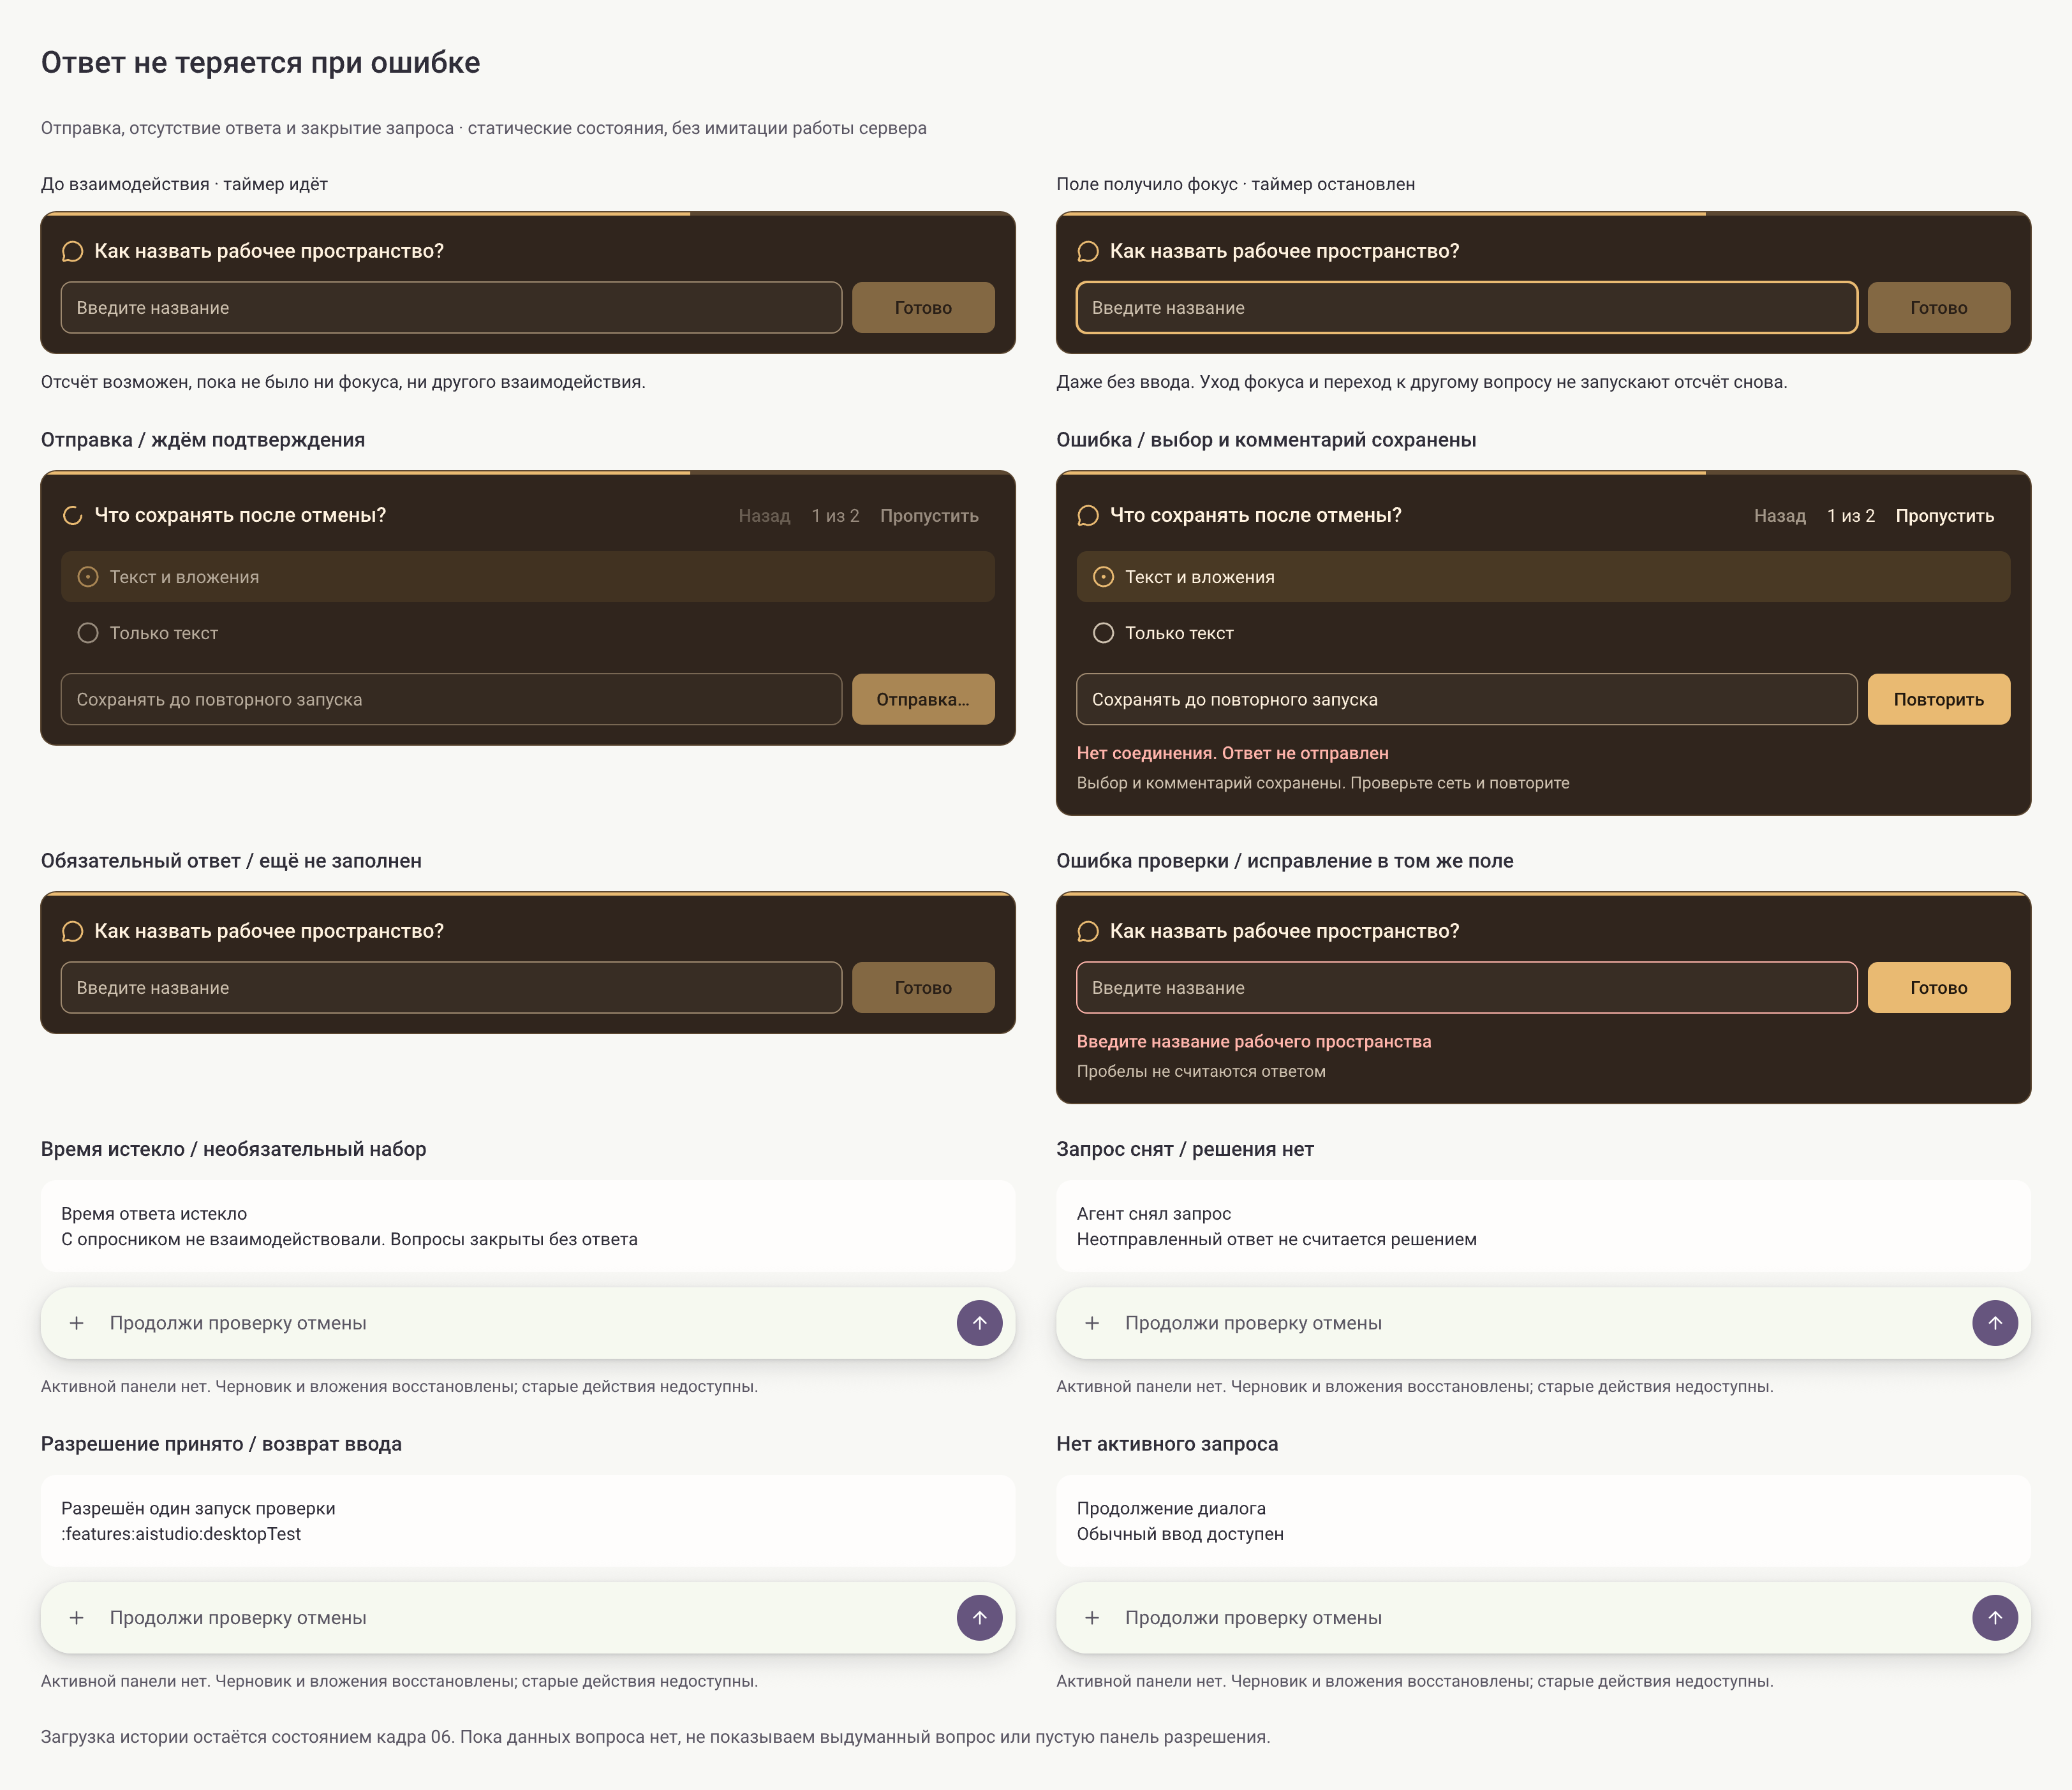 Ответ не теряется при ошибке
Отправка, отсутствие ответа и закрытие запроса · статические состояния, без имитации работы сервера
До взаимодействия · таймер идёт
Как назвать рабочее пространство?
Введите название
Готово
Отсчёт возможен, пока не было ни фокуса, ни другого взаимодействия.
Поле получило фокус · таймер остановлен
Как назвать рабочее пространство?
Введите название
Готово
Даже без ввода. Уход фокуса и переход к другому вопросу не запускают отсчёт снова.
Отправка / ждём подтверждения
Что сохранять после отмены?
Назад
1 из 2
Пропустить
Текст и вложения
Только текст
Сохранять до повторного запуска
Отправка...
Ошибка / выбор и комментарий сохранены
Что сохранять после отмены?
Назад
1 из 2
Пропустить
Текст и вложения
Только текст
Сохранять до повторного запуска
Повторить
Нет соединения. Ответ не отправлен
Выбор и комментарий сохранены. Проверьте сеть и повторите
Обязательный ответ / ещё не заполнен
Как назвать рабочее пространство?
Введите название
Готово
Ошибка проверки / исправление в том же поле
Как назвать рабочее пространство?
Введите название
Готово
Введите название рабочего пространства
Пробелы не считаются ответом
Время истекло / необязательный набор
Время ответа истекло
С опросником не взаимодействовали. Вопросы закрыты без ответа
Продолжи проверку отмены
Активной панели нет. Черновик и вложения восстановлены; старые действия недоступны.
Запрос снят / решения нет
Агент снял запрос
Неотправленный ответ не считается решением
Продолжи проверку отмены
Активной панели нет. Черновик и вложения восстановлены; старые действия недоступны.
Разрешение принято / возврат ввода
Разрешён один запуск проверки
:features:aistudio:desktopTest
Продолжи проверку отмены
Активной панели нет. Черновик и вложения восстановлены; старые действия недоступны.
Нет активного запроса
Продолжение диалога
Обычный ввод доступен
Продолжи проверку отмены
Активной панели нет. Черновик и вложения восстановлены; старые действия недоступны.
Загрузка истории остаётся состоянием кадра 06. Пока данных вопроса нет, не показываем выдуманный вопрос или пустую панель разрешения.